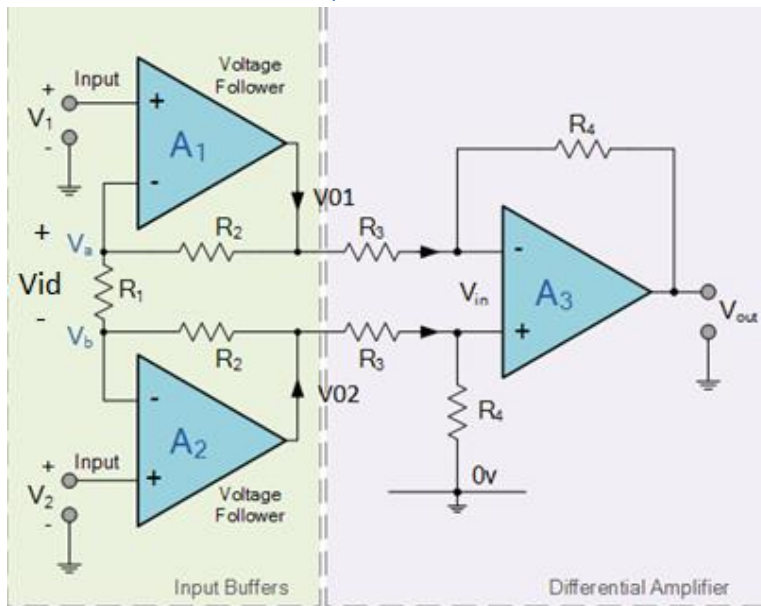 Voltage
Follower
+
Input
+
V₁
-
A₁
-
R₄
V01
+
Vₐ
R₂
R₃
-
Vid
R₁
Vᵢₙ
A₃
-
V_b
R₂
R₃
+
Vₒᵤₜ
V02
-
A₂
R₄
+
Input
+
V₂
-
Voltage
Follower
0v
Input Buffers
Differential Amplifier